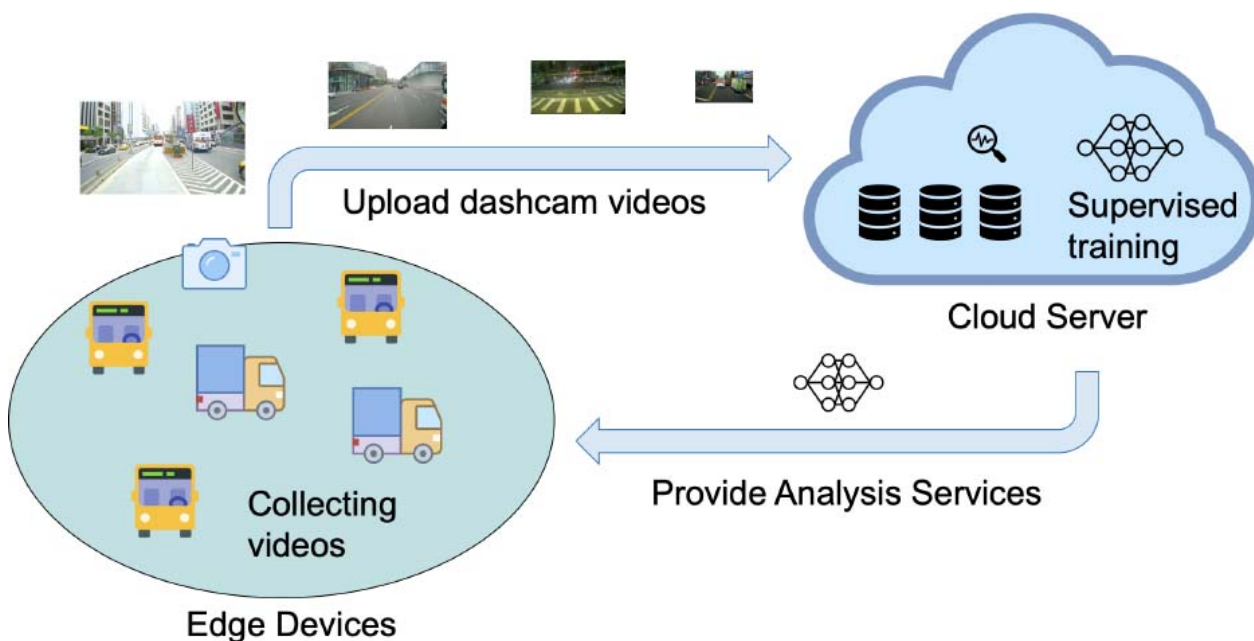 Upload dashcam videos
Supervised
training
Cloud Server
Provide Analysis Services
Collecting
videos
Edge Devices